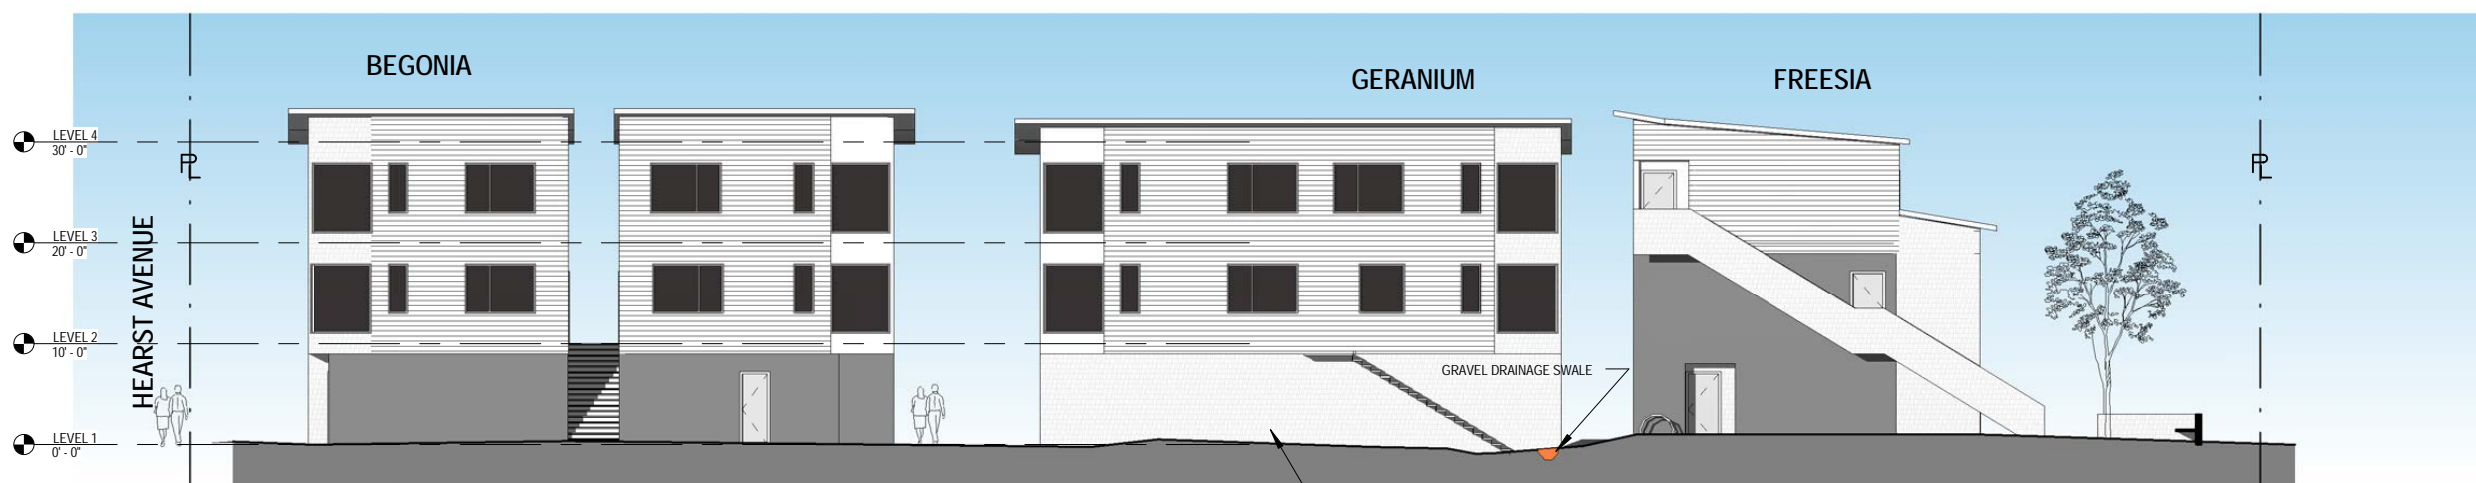 BEGONIA
GERANIUM
FREESIA
LEVEL 4
30' - 0"
PL
PL
LEVEL 3
20' - 0"
HEARST AVENUE
LEVEL 2
10' - 0"
GRAVEL DRAINAGE SWALE
LEVEL 1
0' - 0"